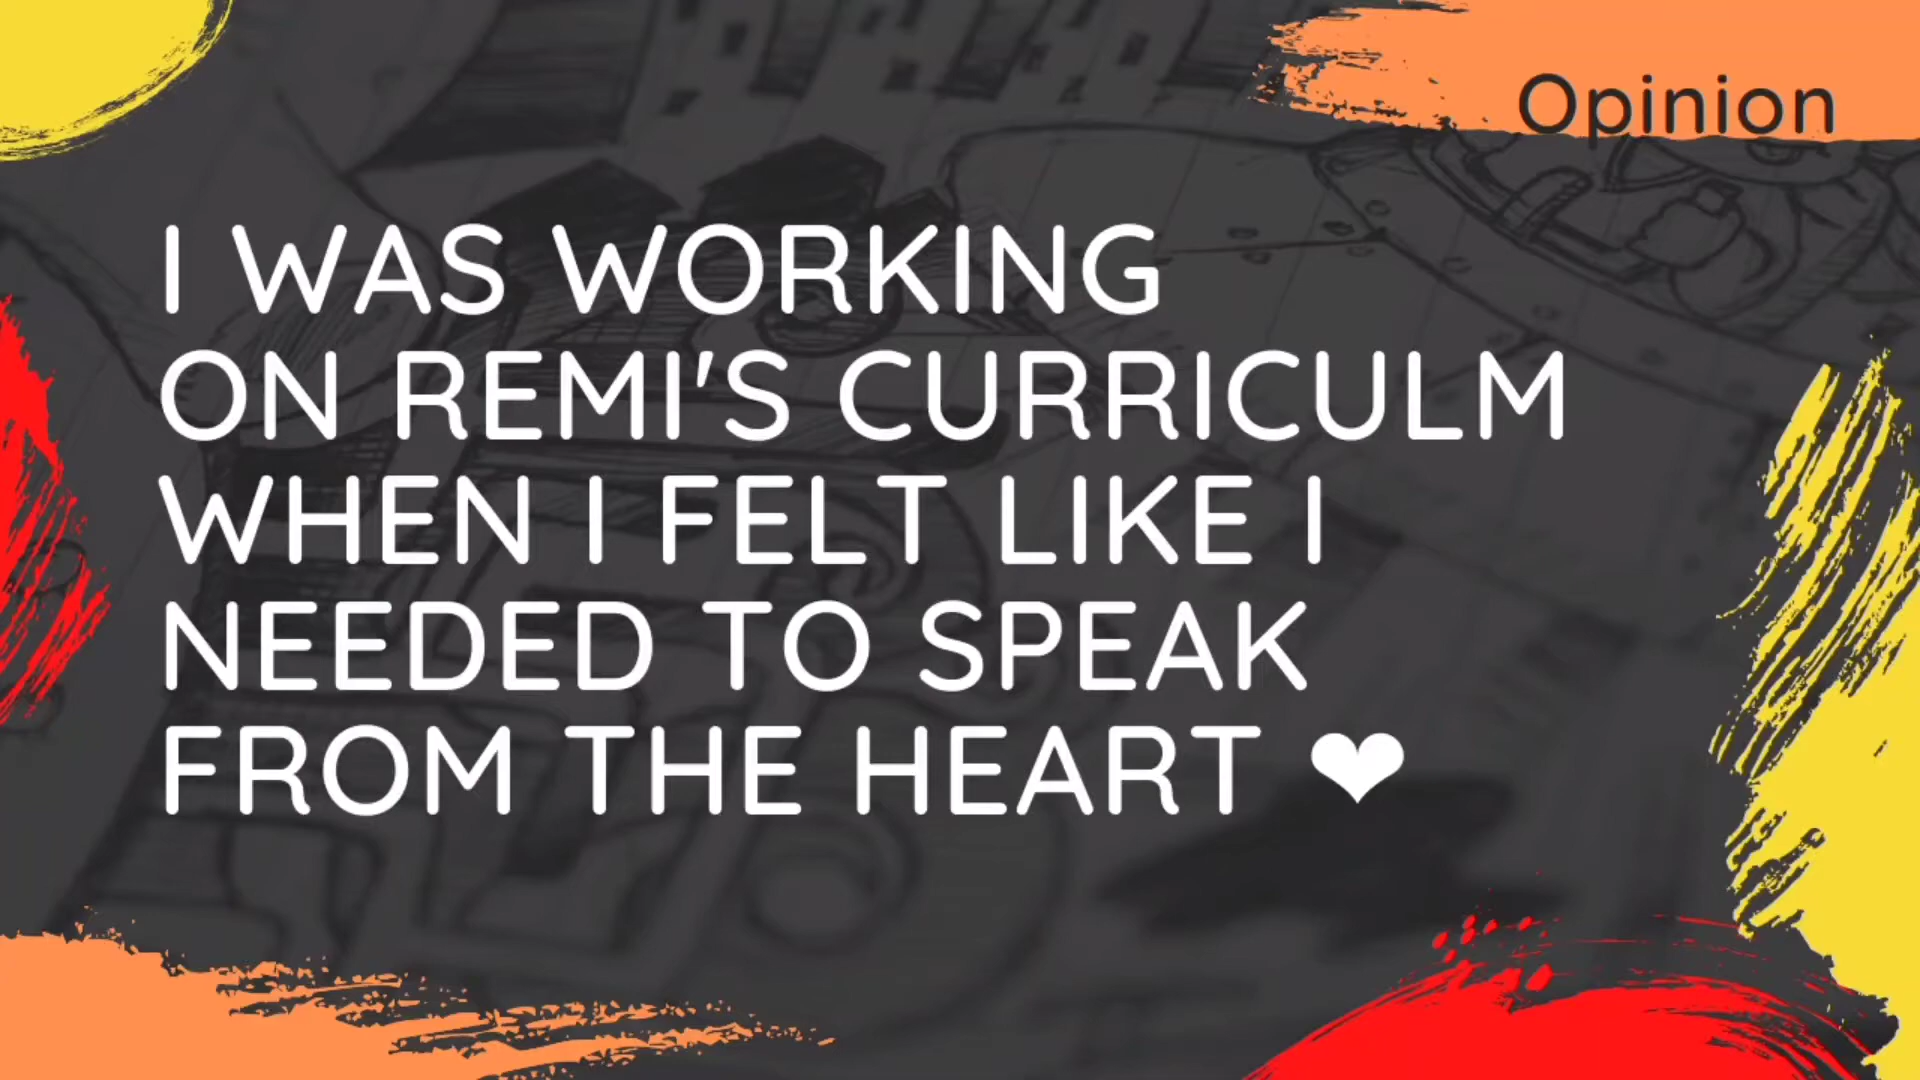 Opinion
I WAS WORKING
ON REMI'S CURRICULM
WHEN I FELT LIKE I
NEEDED TO SPEAK
FROM THE HEART ❤